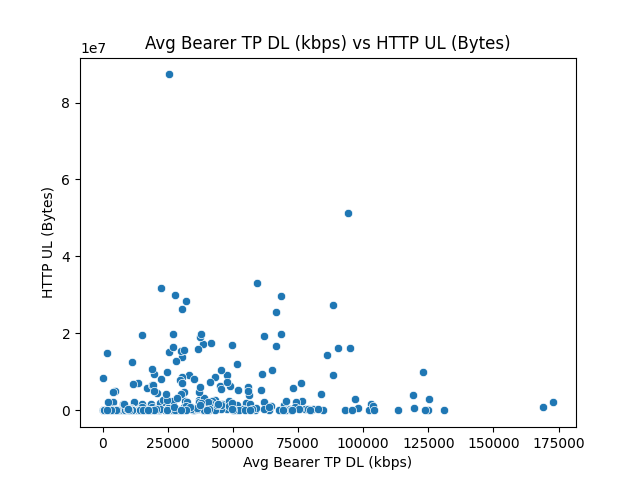 Avg Bearer TP DL (kbps) vs HTTP UL (Bytes)
1e7
8
6
4
2
0
HTTP UL (Bytes)
0 25000 50000 75000 100000 125000 150000 175000
Avg Bearer TP DL (kbps)